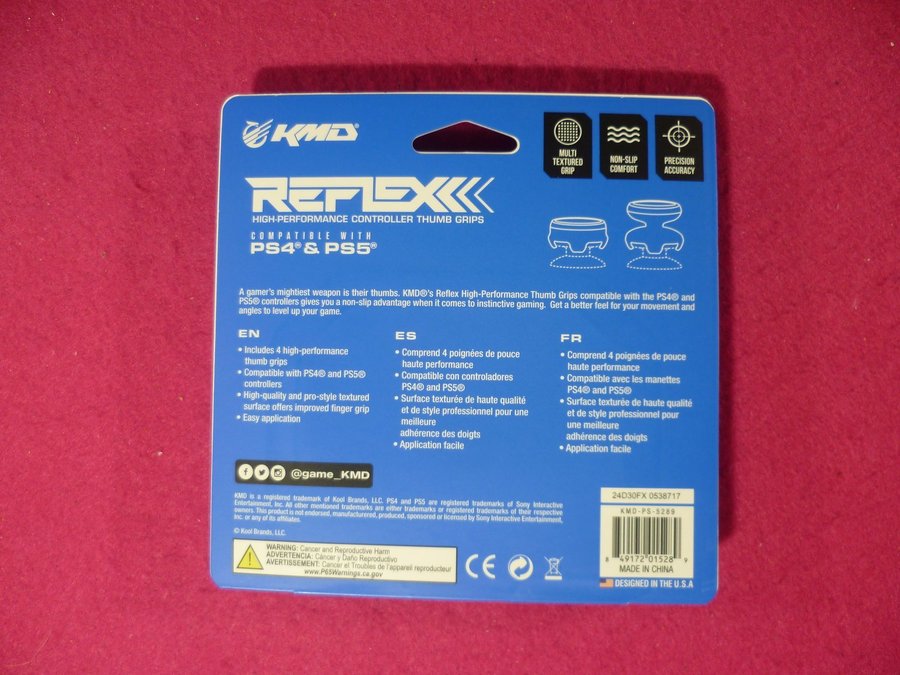 KMD®
MULTI
TEXTURED
GRIP
NON-SLIP
COMFORT
PRECISION
ACCURACY
REFLEX
HIGH-PERFORMANCE CONTROLLER THUMB GRIPS
COMPATIBLE WITH
PS4® & PS5®
A gamer's mightiest weapon is their thumbs. KMD®'s Reflex High-Performance Thumb Grips compatible with the PS4® and
PS5® controllers gives you a non-slip advantage when it comes to instinctive gaming. Get a better feel for your movement and
angles to level up your game.
EN
• Includes 4 high-performance
thumb grips
• Compatible with PS4® and PS5®
controllers
• High-quality and pro-style textured
surface offers improved finger grip
• Easy application
ES
• Comprend 4 poignées de pouce
haute performance
• Compatible con controladores
PS4® and PS5®
• Surface texturée de haute qualité
et de style professionnel pour une
meilleure
adhérence des doigts
• Application facile
FR
• Comprend 4 poignées de pouce
haute performance
• Compatible avec les manettes
PS4® and PS5®
• Surface texturée de haute qualité
et de style professionnel pour
une meilleure
adhérence des doigts
• Application facile
@game_KMD
KMD is a registered trademark of Kool Brands, LLC. PS4 and PS5 are registered trademarks of Sony Interactive
Entertainment, Inc. All other mentioned trademarks are either trademarks or registered trademarks of their respective
owners. This product is not endorsed, manufacturered, produced, sponsored or licensed by Sony Interactive Entertainment,
Inc. or any of its affiliates.
© Kool Brands, LLC.
WARNING: Cancer and Reproductive Harm
ADVERTENCIA: Cáncer y Daño Reproductivo
AVERTISSEMENT: Cancer et Troubles de l'appareil reproducteur
www.P65Warnings.ca.gov
CE
24D30FX 0538717
KMD-PS-5289
8 49172 01528 9
MADE IN CHINA
DESIGNED IN THE U.S.A